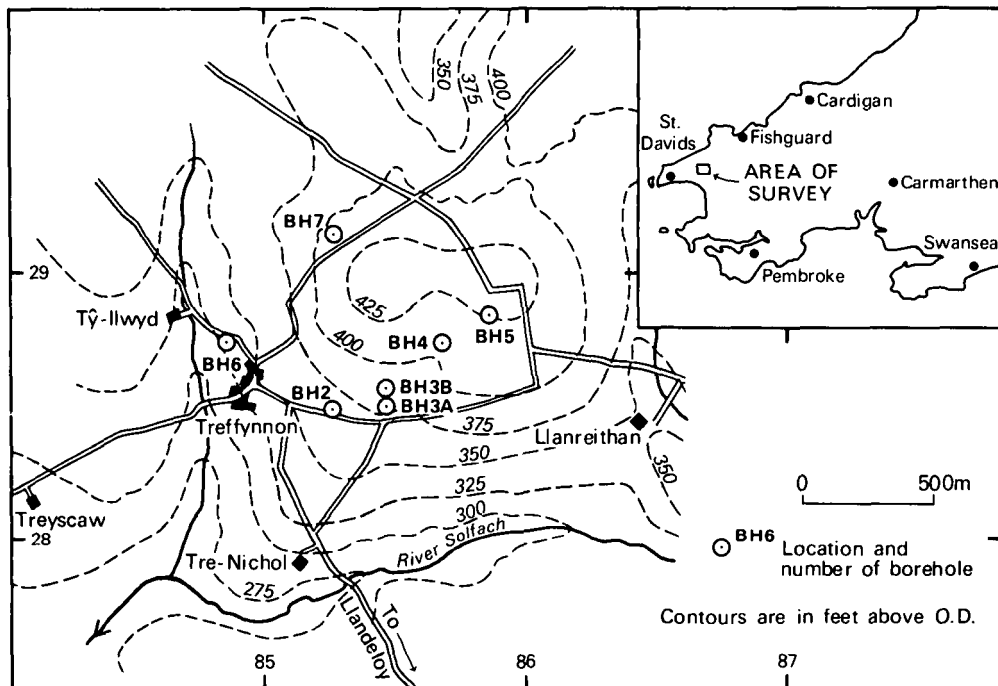 350
375
400
Cardigan
St.
Davids
Fishguard
AREA OF
SURVEY
Carmarthen
Swansea
Pembroke
BH7
29
425
Tŷ-llwyd
BH5
BH4
400
BH6
BH3B
BH2
BH3A
Treffynnon
375
Llanreithan
350
350
325
0 500m
Treyscaw
300
28
River Solfach
BH6
Location and
number of borehole
Tre-Nichol
275
To
Llandeloy
Contours are in feet above O.D.
85
86
87